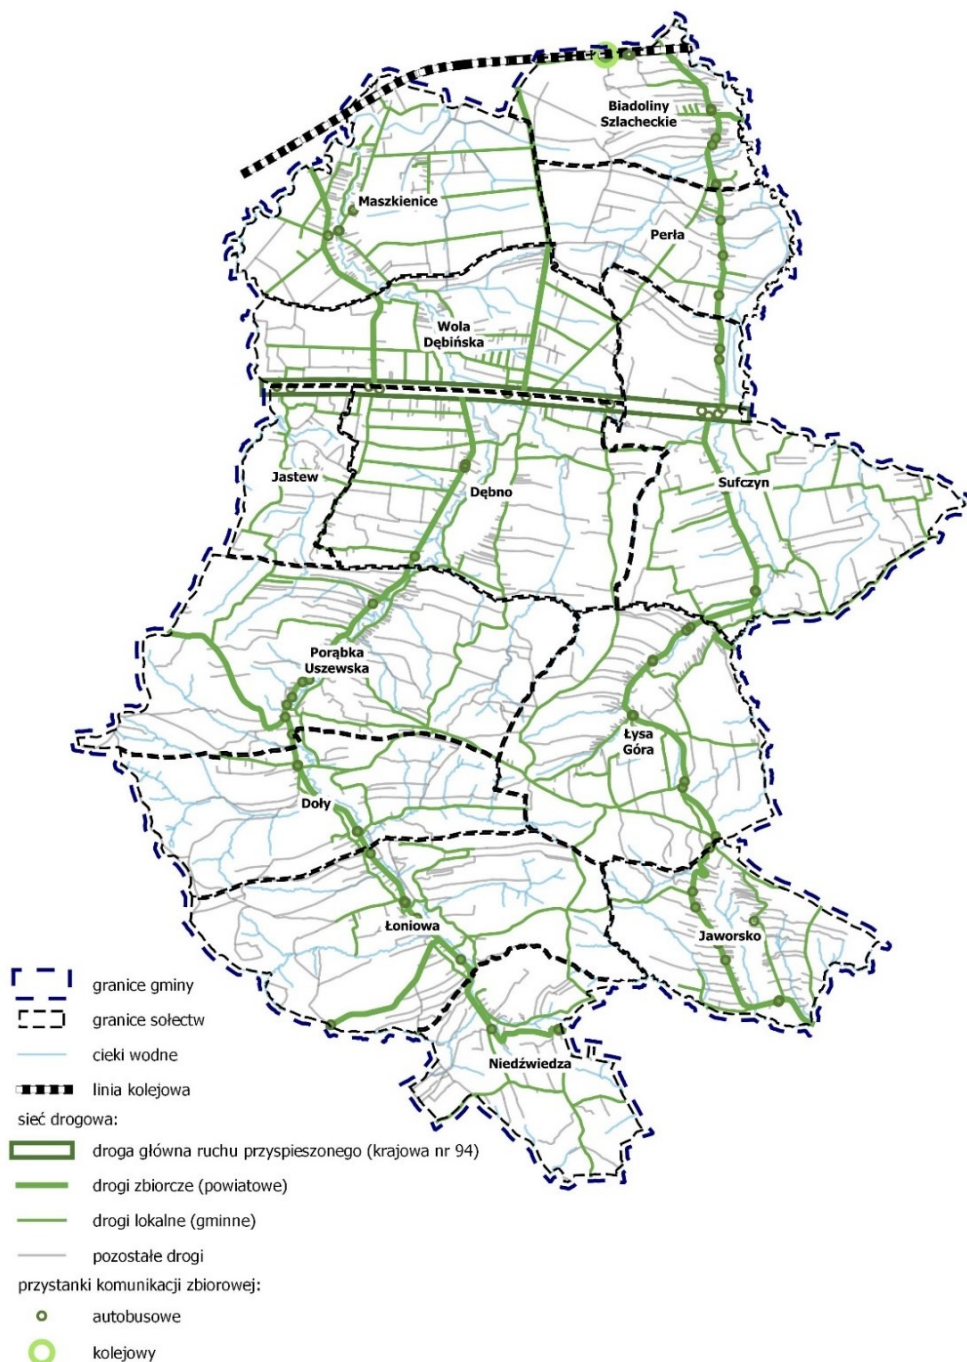 Biadoliny
Szlacheckie
Maszkienice
Perła
Wola
Dębińska
Jastew
Dębno
Sufczyn
Porąbka
Uszewska
Łysa
Góra
Doły
Łoniowa
Jaworsko
Niedźwiedza
granice gminy
granice sołectw
cieki wodne
linia kolejowa
sieć drogowa:
droga główna ruchu przyspieszonego (krajowa nr 94)
drogi zbiorcze (powiatowe)
drogi lokalne (gminne)
pozostałe drogi
przystanki komunikacji zbiorowej:
autobusowe
kolejowy